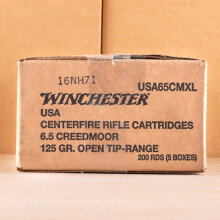 16NH71
USA65CMXL
WINCHESTER
USA
CENTERFIRE RIFLE CARTRIDGES
6.5 CREEDMOOR
125 GR. OPEN TIP-RANGE
200 RDS (5 BOXES)